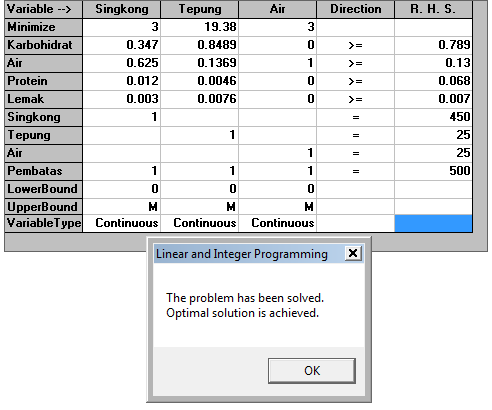 Variable --> Singkong Tepung Air Direction R. H. S.
Minimize 3 19.38 3
Karbohidrat 0.347 0.8489 0 >= 0.789
Air 0.625 0.1369 1 >= 0.13
Protein 0.012 0.0046 0 >= 0.068
Lemak 0.003 0.0076 0 >= 0.007
Singkong 1 = 450
Tepung 1 = 25
Air 1 = 25
Pembatas 1 1 1 = 500
LowerBound 0 0 0
UpperBound M M M
VariableType Continuous Continuous Continuous
Linear and Integer Programming
The problem has been solved.
Optimal solution is achieved.
OK